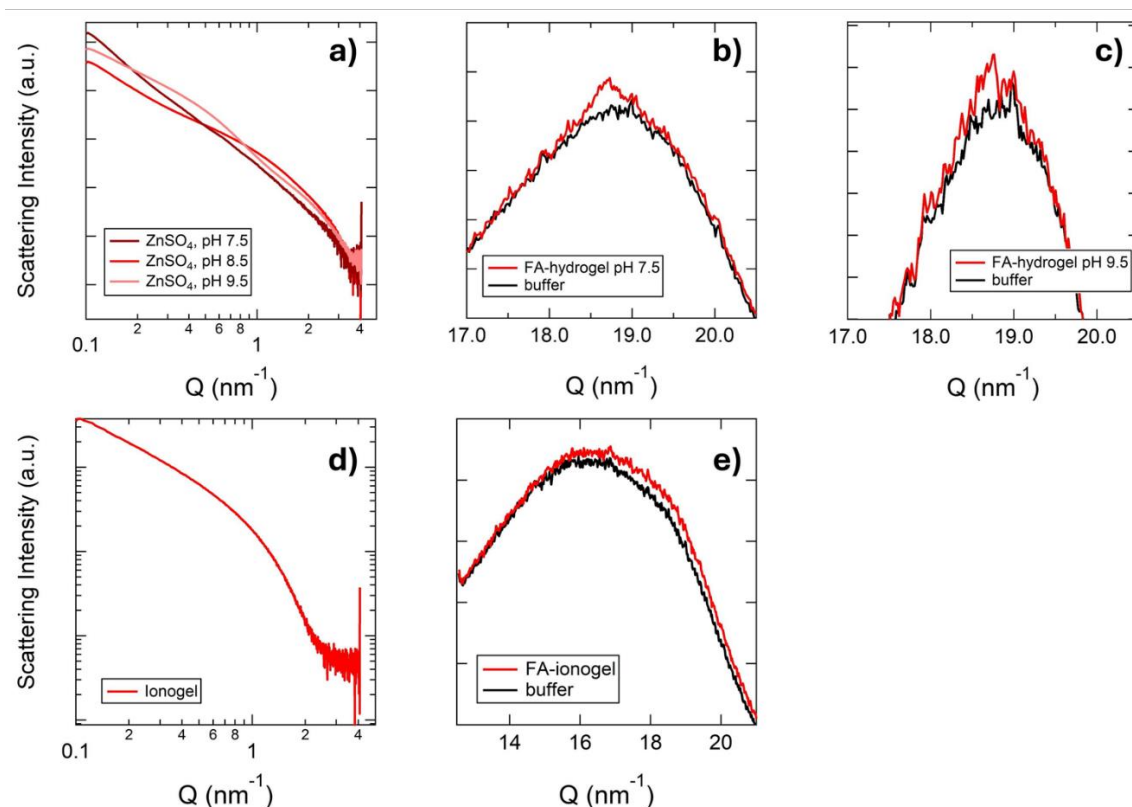 a)
Scattering Intensity (a.u.)
ZnSO₄, pH 7.5
ZnSO₄, pH 8.5
ZnSO₄, pH 9.5
0.1 2 4 6 8 1 2 4
Q (nm⁻¹)
b)
FA-hydrogel pH 7.5
buffer
17.0 18.0 19.0 20.0
Q (nm⁻¹)
c)
FA-hydrogel pH 9.5
buffer
17.0 18.0 19.0 20.0
Q (nm⁻¹)
d)
Scattering Intensity (a.u.)
Ionogel
0.1 2 4 6 8 1 2 4
Q (nm⁻¹)
e)
FA-ionogel
buffer
14 16 18 20
Q (nm⁻¹)